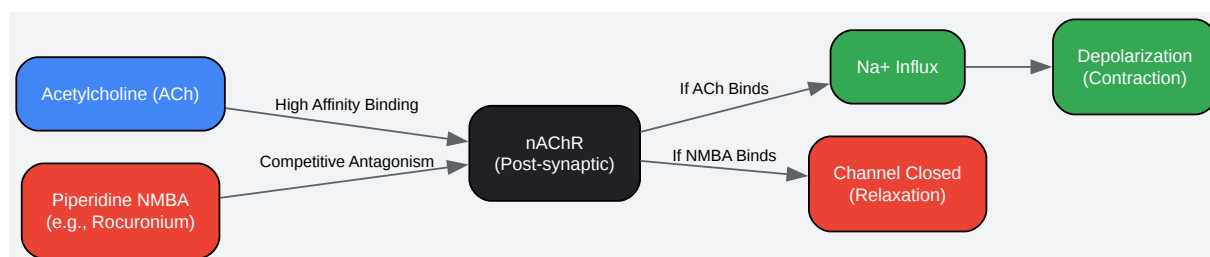 Acetylcholine (ACh)
High Affinity Binding
Piperidine NMBA
(e.g., Rocuronium)
Competitive Antagonism
nAChR
(Post-synaptic)
If ACh Binds
Na+ Influx
Depolarization
(Contraction)
If NMBA Binds
Channel Closed
(Relaxation)